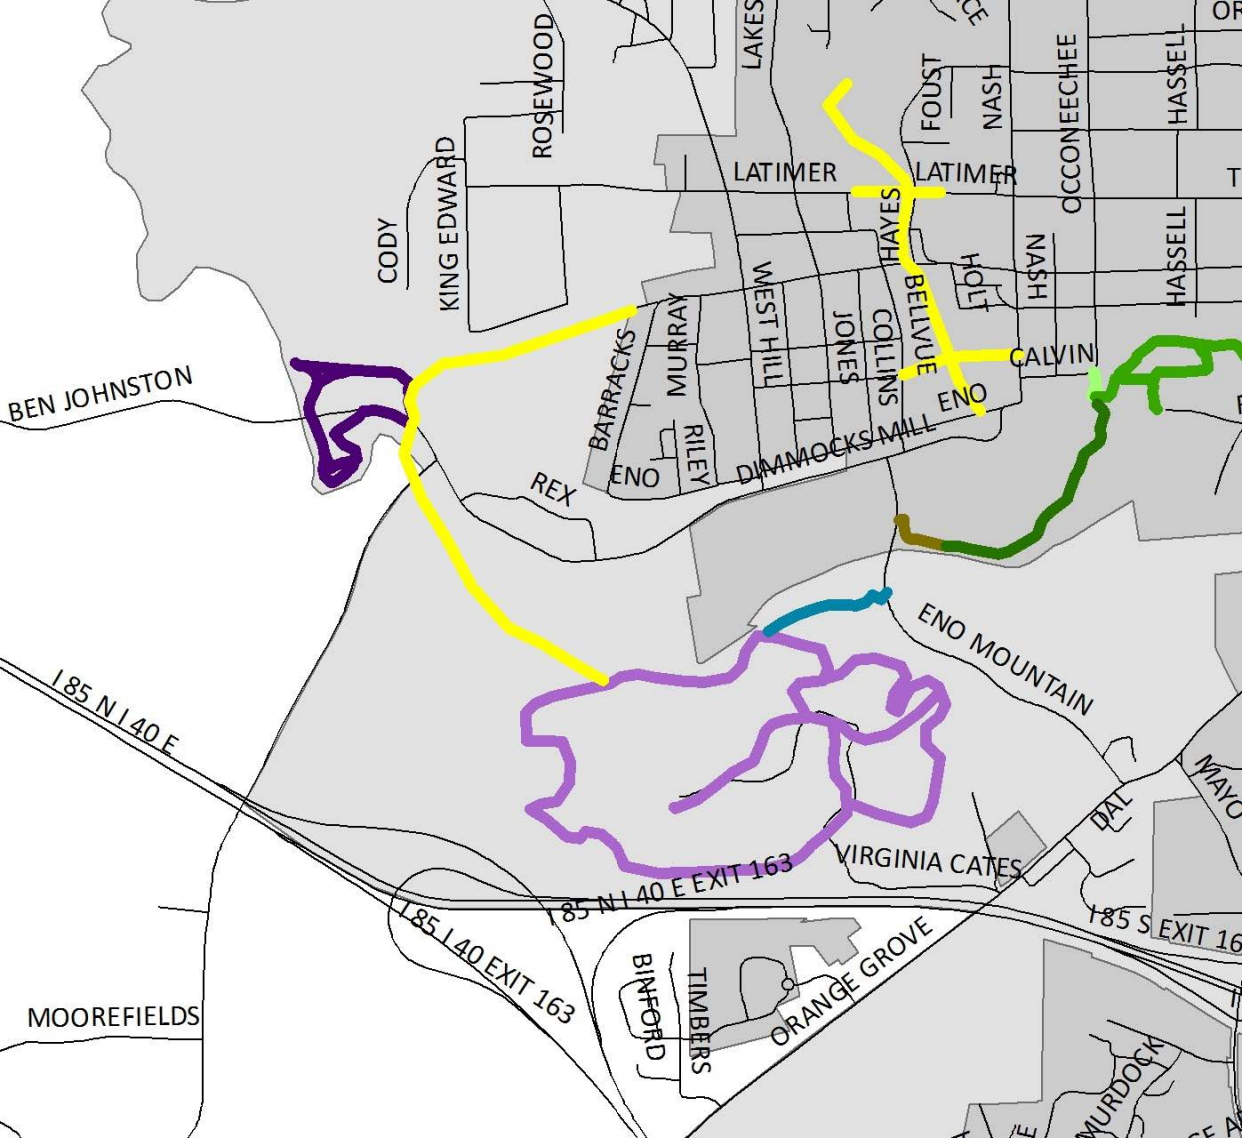 OR
LAKES
ROSEWOOD
FOUST
NASH
OCCONEECHEE
HASSELL
KING EDWARD
CODY
LATIMER
LATIMER
HAYES
WEST HILL
HOLT
NASH
HASSELL
BELLVUE
JONES
COLLINS
MURRAY
BARRACKS
CALVIN
BEN JOHNSTON
ENO
DIMMOCKS MILL
RILEY
ENO
REX
ENO MOUNTAIN
I 85 N I 40 E
MAYO
DAL
VIRGINIA CATES
I 85 N I 40 E EXIT 163
I 85 S EXIT 16
I 85 I 40 EXIT 163
ORANGE GROVE
BINFORD
TIMBERS
MOOREFIELDS
MURDOCK